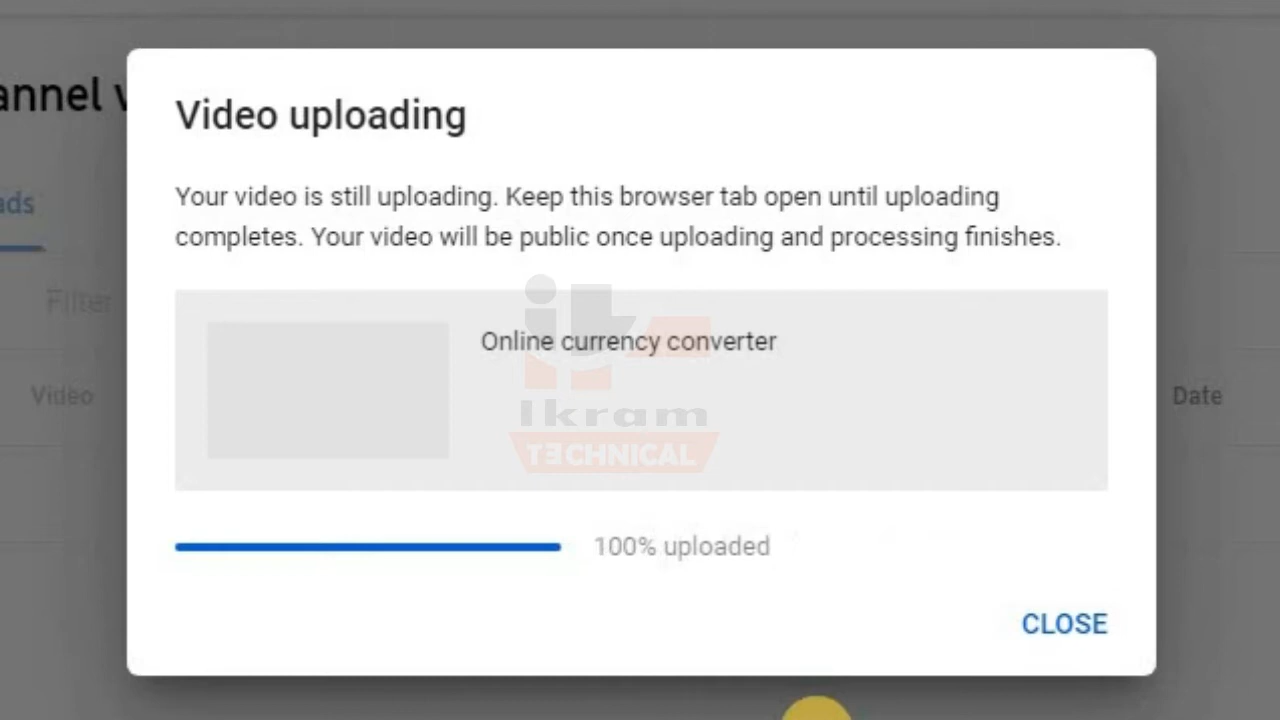 annel v
Video uploading
ads
Your video is still uploading. Keep this browser tab open until uploading
completes. Your video will be public once uploading and processing finishes.
Filter
Online currency converter
Video
Date
Ikram
TECHNICAL
100% uploaded
CLOSE